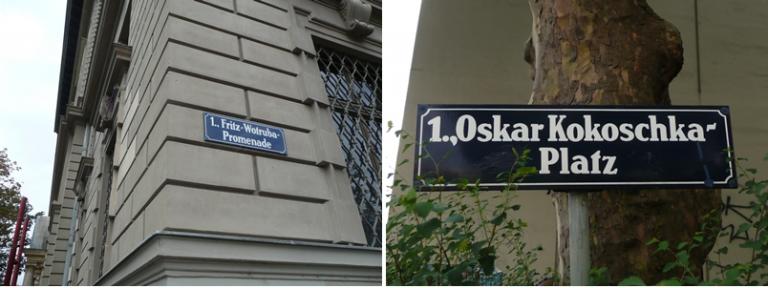 1., Fritz-Wotruba-
Promenade
1.,Oskar Kokoschka-
Platz